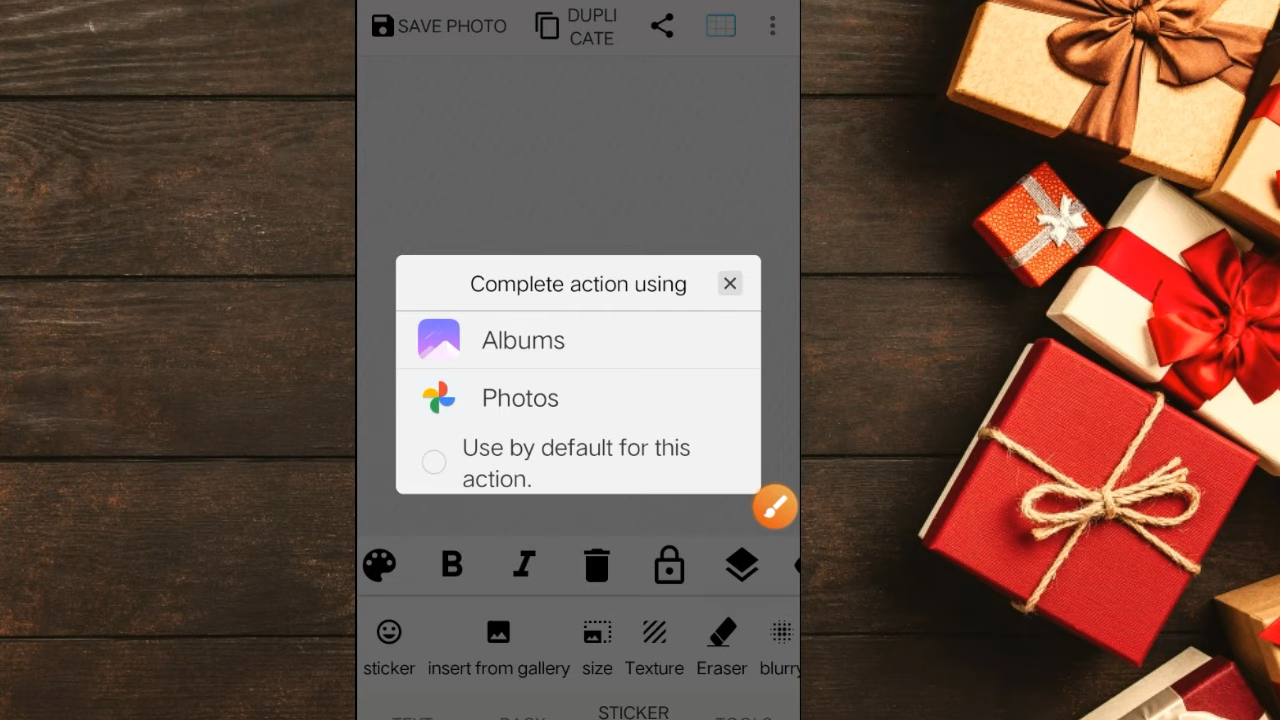 SAVE PHOTO
DUPLI
CATE
Complete action using
Albums
Photos
Use by default for this
action.
B
I
sticker
insert from gallery
size
Texture
Eraser
blurry
STICKER